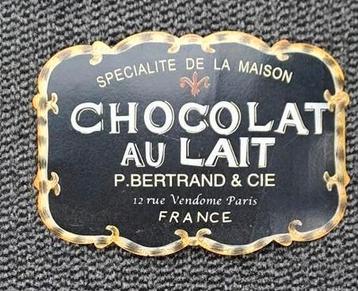 SPECIALITE DE LA MAISON
CHOCOLAT
AU LAIT
P.BERTRAND & CIE
12 rue Vendome Paris
FRANCE